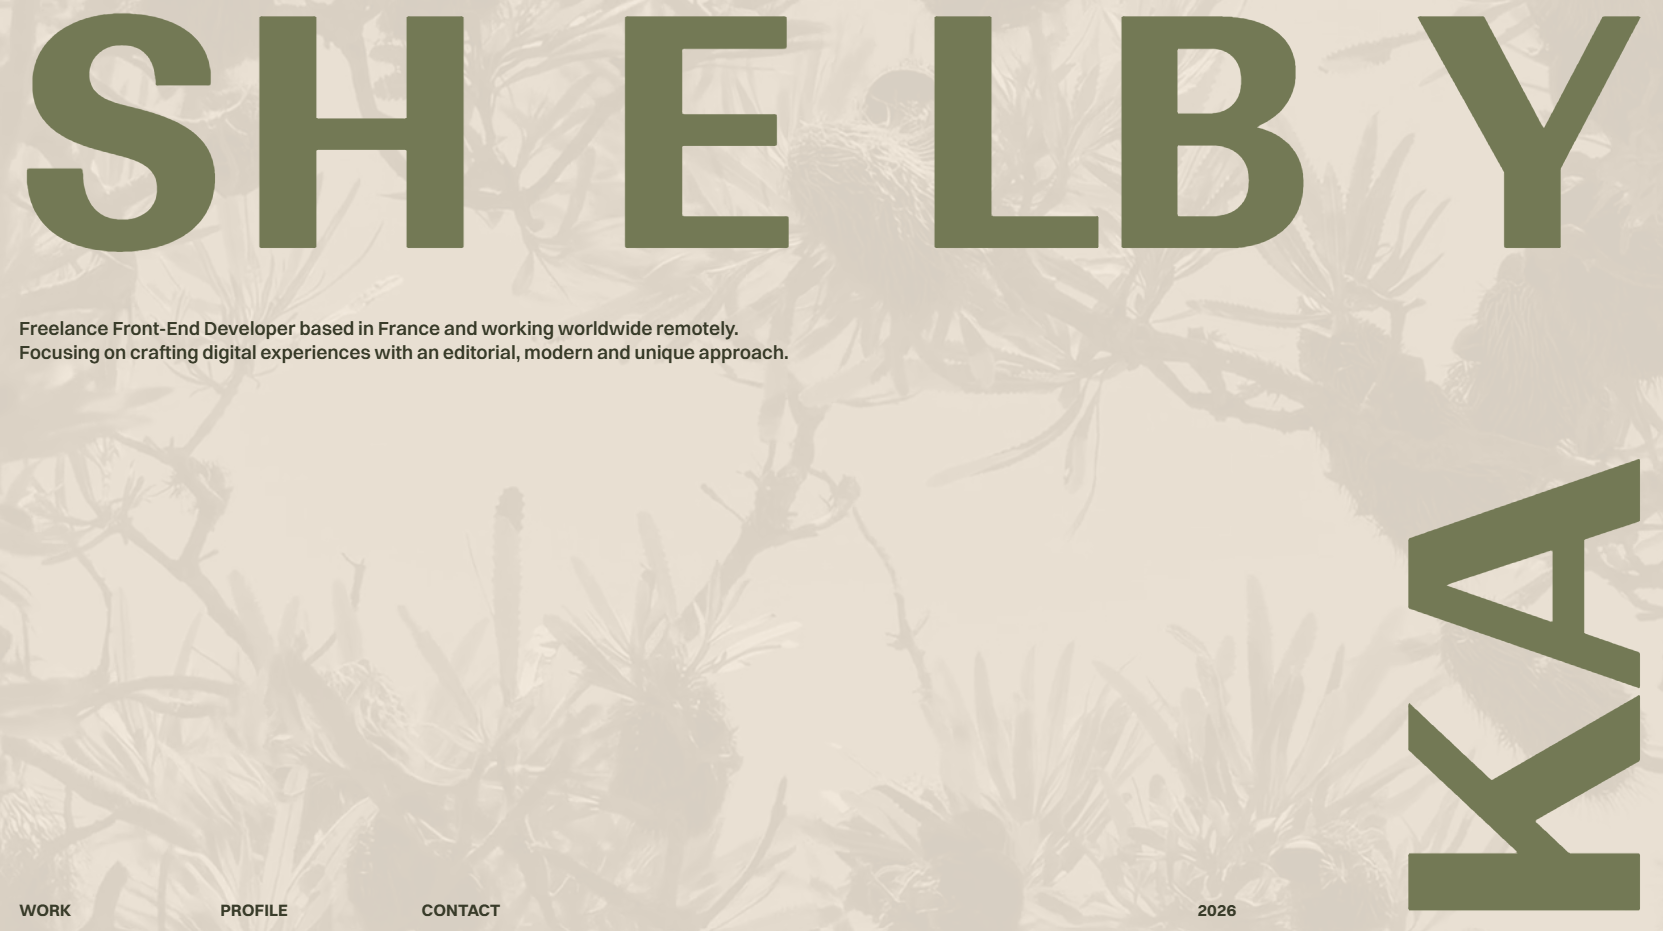 SHELBY
Freelance Front-End Developer based in France and working worldwide remotely.
Focusing on crafting digital experiences with an editorial, modern and unique approach.
KA
WORK
PROFILE
CONTACT
2026